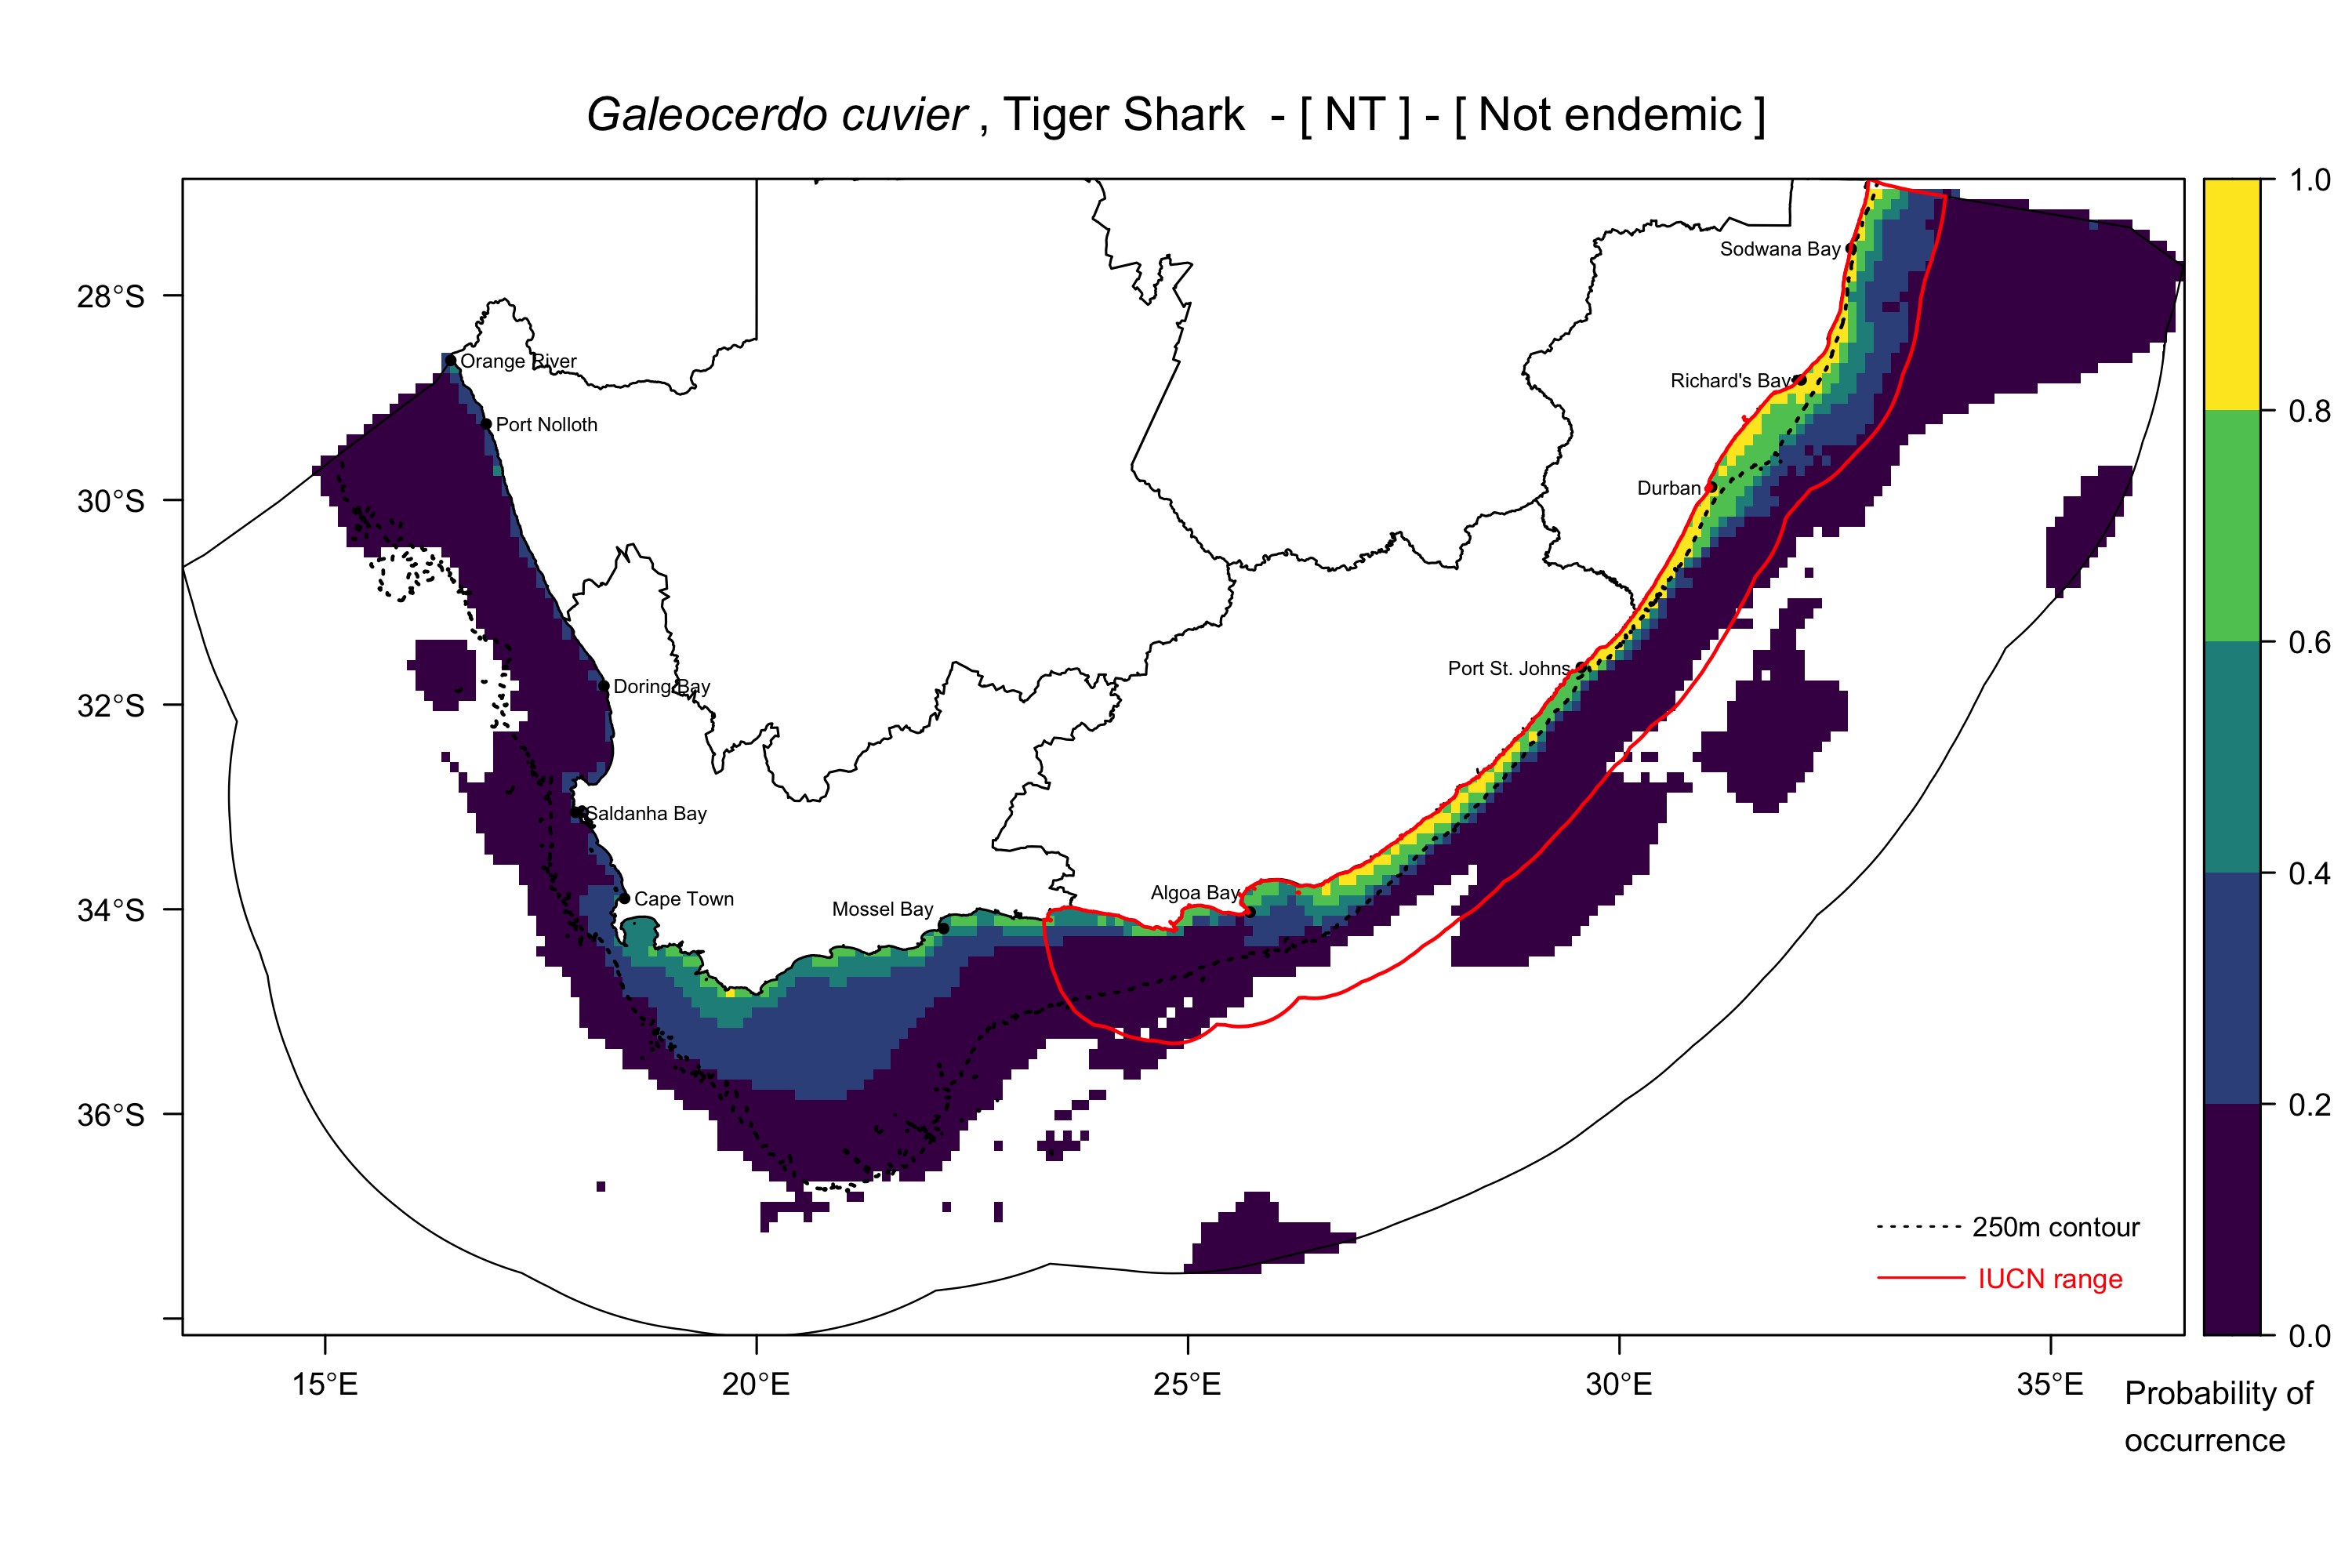 Galeocerdo cuvier , Tiger Shark - [ NT ] - [ Not endemic ]
28°S
30°S
32°S
34°S
36°S
15°E
20°E
25°E
30°E
35°E
Orange River
Port Nolloth
Doring Bay
Saldanha Bay
Cape Town
Mossel Bay
Algoa Bay
Port St. Johns
Durban
Richard's Bay
Sodwana Bay
250m contour
IUCN range
1.0
0.8
0.6
0.4
0.2
0.0
Probability of
occurrence